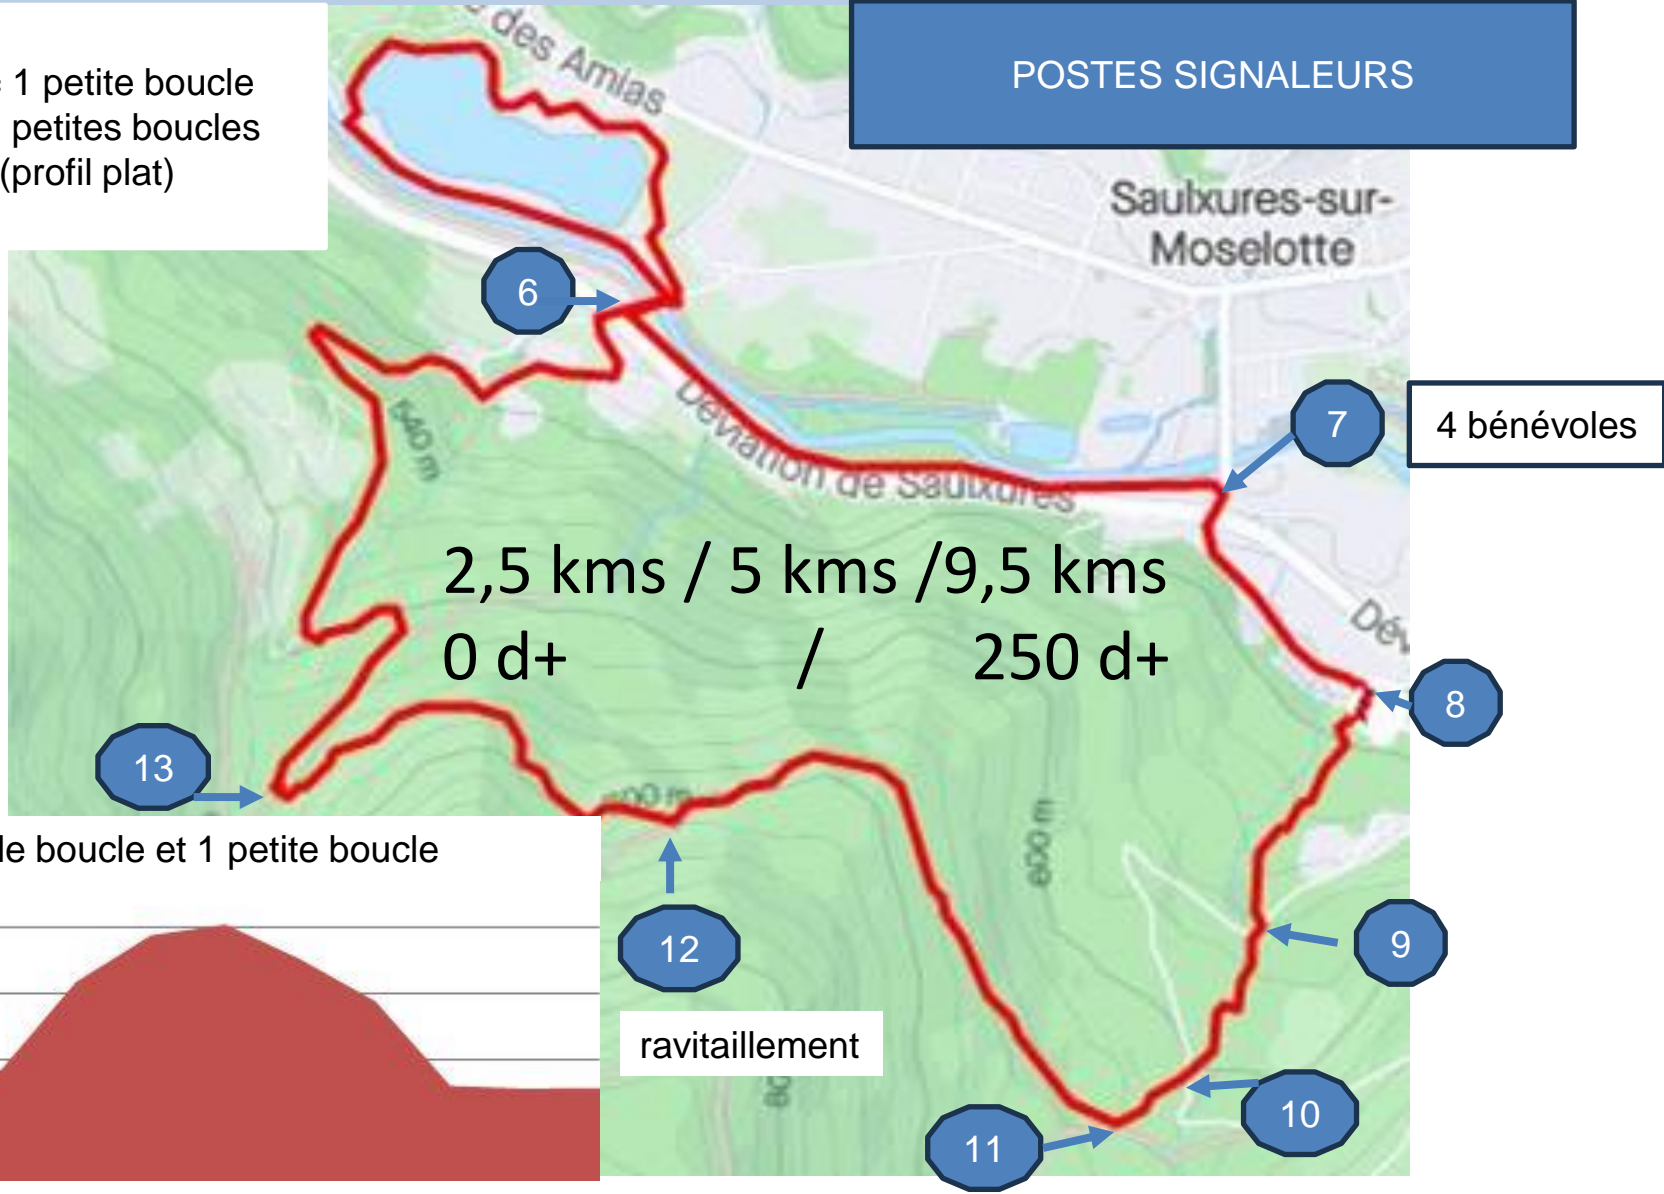 1 petite boucle
petites boucles
(profil plat)
des Amias
POSTES SIGNALEURS
Saulxures-sur-
Moselotte
6
7
4 bénévoles
540 m
Déviation de Saulxures
2,5 kms / 5 kms /9,5 kms
0 d+ / 250 d+
8
13
600 m
le boucle et 1 petite boucle
12
9
ravitaillement
10
11